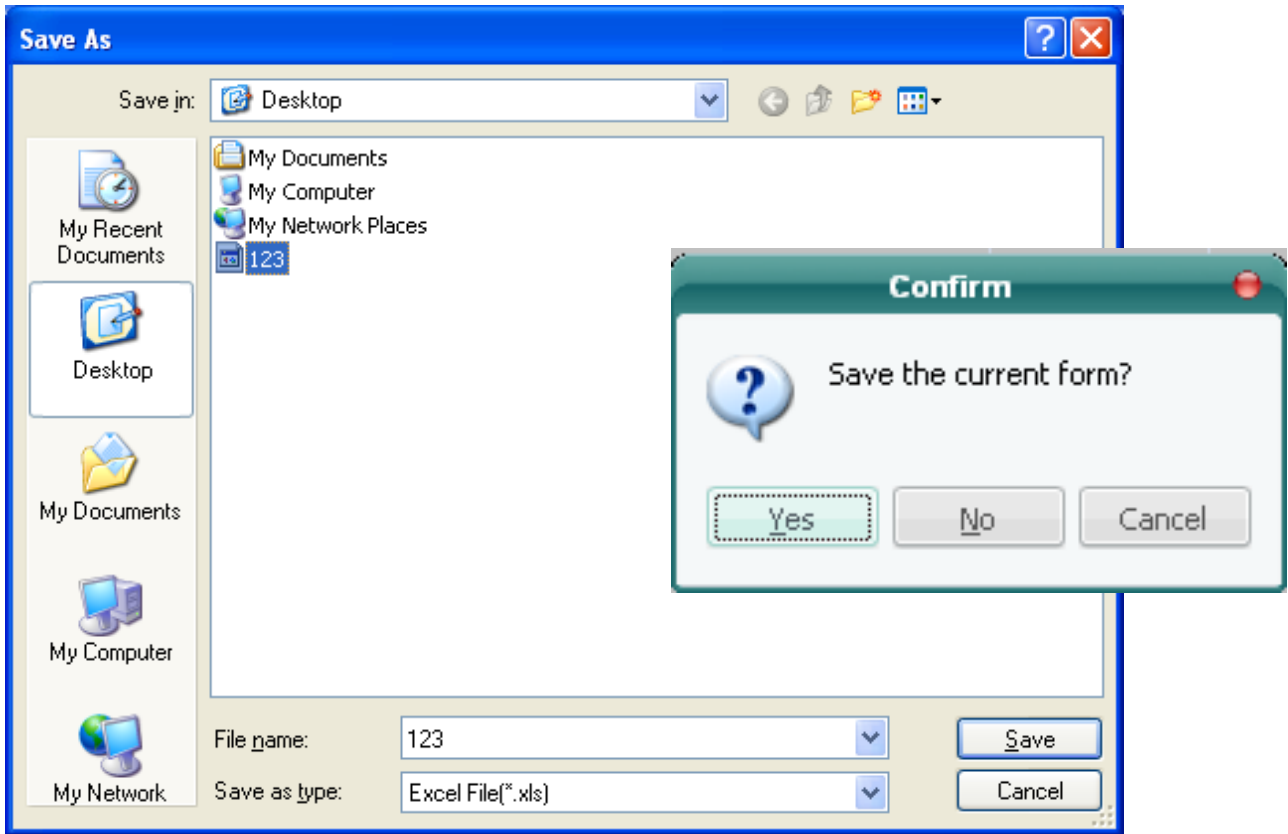 Save As
Save in:
Desktop
My Documents
My Computer
My Network Places
123
My Recent
Documents
Desktop
My Documents
My Computer
My Network
File name:
123
Save
Save as type:
Excel File(*.xls)
Cancel
Confirm
Save the current form?
Yes
No
Cancel